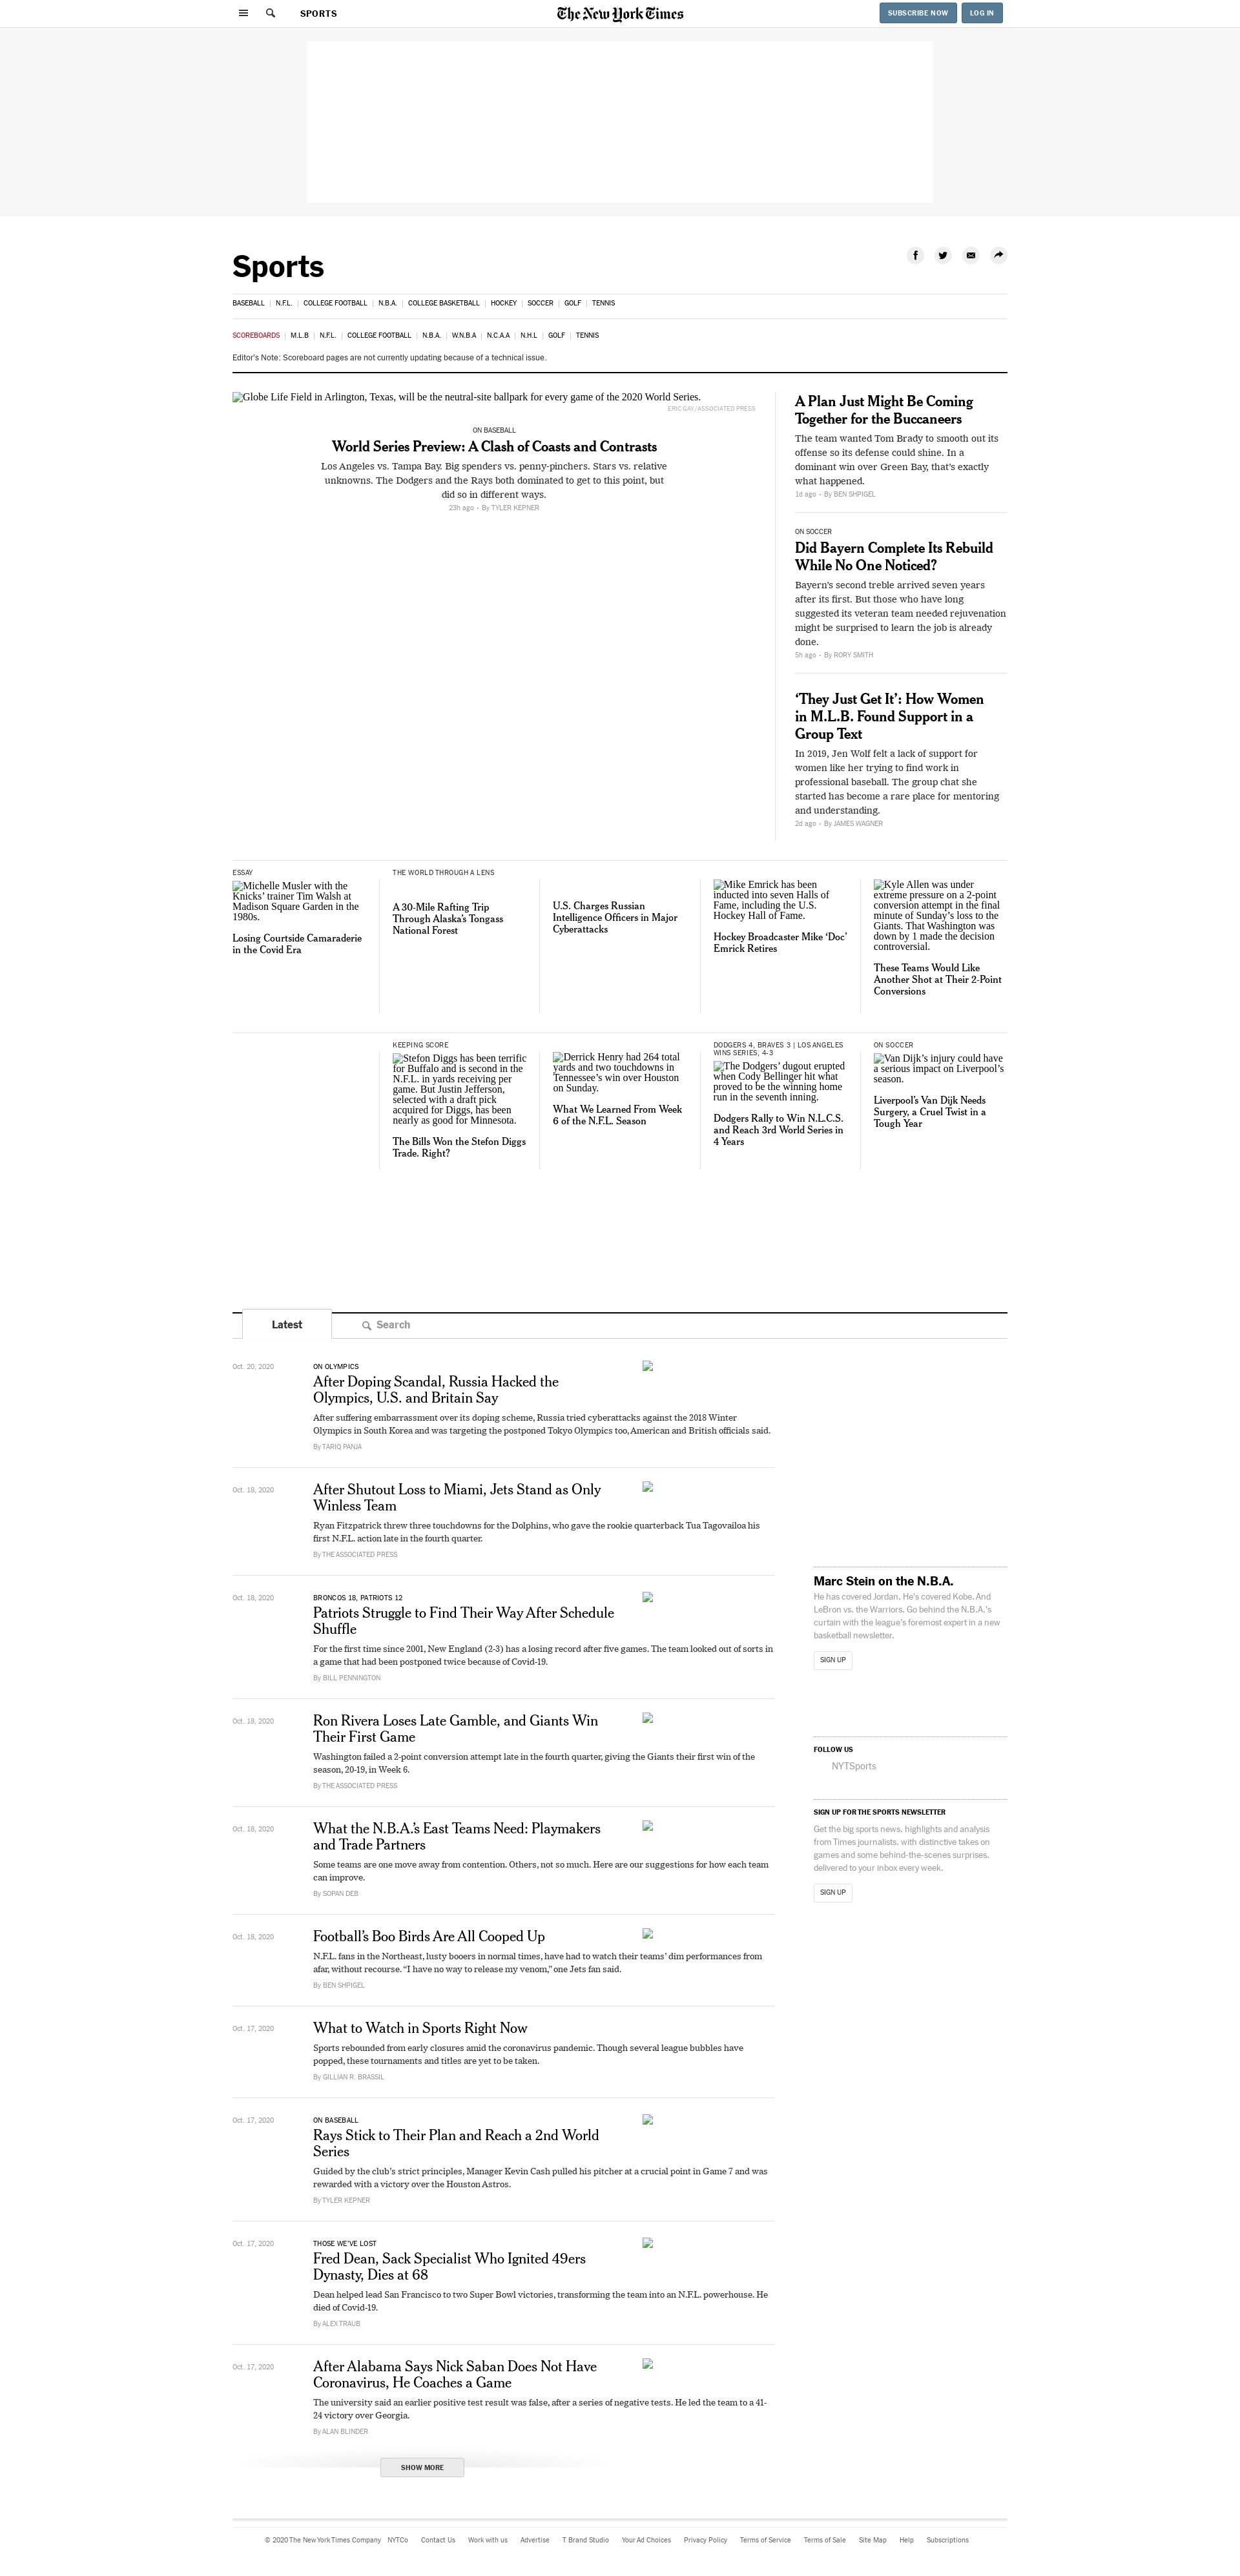 SPORTS
The New York Times
SUBSCRIBE NOW
LOG IN
Sports
BASEBALL | N.F.L. | COLLEGE FOOTBALL | N.B.A. | COLLEGE BASKETBALL | HOCKEY | SOCCER | GOLF | TENNIS
SCOREBOARDS | M.L.B | N.F.L. | COLLEGE FOOTBALL | N.B.A. | W.N.B.A | N.C.A.A | N.H.L | GOLF | TENNIS
Editor's Note: Scoreboard pages are not currently updating because of a technical issue.
Globe Life Field in Arlington, Texas, will be the neutral-site ballpark for every game of the 2020 World Series.
ERIC GAY/ASSOCIATED PRESS
ON BASEBALL
World Series Preview: A Clash of Coasts and Contrasts
Los Angeles vs. Tampa Bay. Big spenders vs. penny-pinchers. Stars vs. relative
unknowns. The Dodgers and the Rays both dominated to get to this point, but
did so in different ways.
23h ago • By TYLER KEPNER
A Plan Just Might Be Coming
Together for the Buccaneers
The team wanted Tom Brady to smooth out its
offense so its defense could shine. In a
dominant win over Green Bay, that’s exactly
what happened.
1d ago • By BEN SHPIGEL
ON SOCCER
Did Bayern Complete Its Rebuild
While No One Noticed?
Bayern’s second treble arrived seven years
after its first. But those who have long
suggested its veteran team needed rejuvenation
might be surprised to learn the job is already
done.
5h ago • By RORY SMITH
‘They Just Get It’: How Women
in M.L.B. Found Support in a
Group Text
In 2019, Jen Wolf felt a lack of support for
women like her trying to find work in
professional baseball. The group chat she
started has become a rare place for mentoring
and understanding.
2d ago • By JAMES WAGNER
ESSAY
Michelle Musler with the
Knicks’ trainer Tim Walsh at
Madison Square Garden in the
1980s.
Losing Courtside Camaraderie
in the Covid Era
THE WORLD THROUGH A LENS
A 30-Mile Rafting Trip
Through Alaska’s Tongass
National Forest
U.S. Charges Russian
Intelligence Officers in Major
Cyberattacks
Mike Emrick has been
inducted into seven Halls of
Fame, including the U.S.
Hockey Hall of Fame.
Hockey Broadcaster Mike ‘Doc’
Emrick Retires
Kyle Allen was under
extreme pressure on a 2-point
conversion attempt in the final
minute of Sunday’s loss to the
Giants. That Washington was
down by 1 made the decision
controversial.
These Teams Would Like
Another Shot at Their 2-Point
Conversions
KEEPING SCORE
Stefon Diggs has been terrific
for Buffalo and is second in the
N.F.L. in yards receiving per
game. But Justin Jefferson,
selected with a draft pick
acquired for Diggs, has been
nearly as good for Minnesota.
The Bills Won the Stefon Diggs
Trade. Right?
Derrick Henry had 264 total
yards and two touchdowns in
Tennessee’s win over Houston
on Sunday.
What We Learned From Week
6 of the N.F.L. Season
DODGERS 4, BRAVES 3 | LOS ANGELES
WINS SERIES, 4-3
The Dodgers’ dugout erupted
when Cody Bellinger hit what
proved to be the winning home
run in the seventh inning.
Dodgers Rally to Win N.L.C.S.
and Reach 3rd World Series in
4 Years
ON SOCCER
Van Dijk’s injury could have
a serious impact on Liverpool’s
season.
Liverpool’s Van Dijk Needs
Surgery, a Cruel Twist in a
Tough Year
Latest
Search
Oct. 20, 2020
ON OLYMPICS
After Doping Scandal, Russia Hacked the
Olympics, U.S. and Britain Say
After suffering embarrassment over its doping scheme, Russia tried cyberattacks against the 2018 Winter
Olympics in South Korea and was targeting the postponed Tokyo Olympics too, American and British officials said.
By TARIQ PANJA
Oct. 18, 2020
After Shutout Loss to Miami, Jets Stand as Only
Winless Team
Ryan Fitzpatrick threw three touchdowns for the Dolphins, who gave the rookie quarterback Tua Tagovailoa his
first N.F.L. action late in the fourth quarter.
By THE ASSOCIATED PRESS
Oct. 18, 2020
BRONCOS 18, PATRIOTS 12
Patriots Struggle to Find Their Way After Schedule
Shuffle
For the first time since 2001, New England (2-3) has a losing record after five games. The team looked out of sorts in
a game that had been postponed twice because of Covid-19.
By BILL PENNINGTON
Oct. 18, 2020
Ron Rivera Loses Late Gamble, and Giants Win
Their First Game
Washington failed a 2-point conversion attempt late in the fourth quarter, giving the Giants their first win of the
season, 20-19, in Week 6.
By THE ASSOCIATED PRESS
Oct. 18, 2020
What the N.B.A.’s East Teams Need: Playmakers
and Trade Partners
Some teams are one move away from contention. Others, not so much. Here are our suggestions for how each team
can improve.
By SOPAN DEB
Oct. 18, 2020
Football’s Boo Birds Are All Cooped Up
N.F.L. fans in the Northeast, lusty booers in normal times, have had to watch their teams’ dim performances from
afar, without recourse. “I have no way to release my venom,” one Jets fan said.
By BEN SHPIGEL
Oct. 17, 2020
What to Watch in Sports Right Now
Sports rebounded from early closures amid the coronavirus pandemic. Though several league bubbles have
popped, these tournaments and titles are yet to be taken.
By GILLIAN R. BRASSIL
Oct. 17, 2020
ON BASEBALL
Rays Stick to Their Plan and Reach a 2nd World
Series
Guided by the club’s strict principles, Manager Kevin Cash pulled his pitcher at a crucial point in Game 7 and was
rewarded with a victory over the Houston Astros.
By TYLER KEPNER
Oct. 17, 2020
THOSE WE’VE LOST
Fred Dean, Sack Specialist Who Ignited 49ers
Dynasty, Dies at 68
Dean helped lead San Francisco to two Super Bowl victories, transforming the team into an N.F.L. powerhouse. He
died of Covid-19.
By ALEX TRAUB
Oct. 17, 2020
After Alabama Says Nick Saban Does Not Have
Coronavirus, He Coaches a Game
The university said an earlier positive test result was false, after a series of negative tests. He led the team to a 41-
24 victory over Georgia.
By ALAN BLINDER
SHOW MORE
Marc Stein on the N.B.A.
He has covered Jordan. He’s covered Kobe. And
LeBron vs. the Warriors. Go behind the N.B.A.’s
curtain with the league’s foremost expert in a new
basketball newsletter.
SIGN UP
FOLLOW US
NYTSports
SIGN UP FOR THE SPORTS NEWSLETTER
Get the big sports news, highlights and analysis
from Times journalists, with distinctive takes on
games and some behind-the-scenes surprises,
delivered to your inbox every week.
SIGN UP
© 2020 The New York Times Company NYTCo Contact Us Work with us Advertise T Brand Studio Your Ad Choices Privacy Policy Terms of Service Terms of Sale Site Map Help Subscriptions